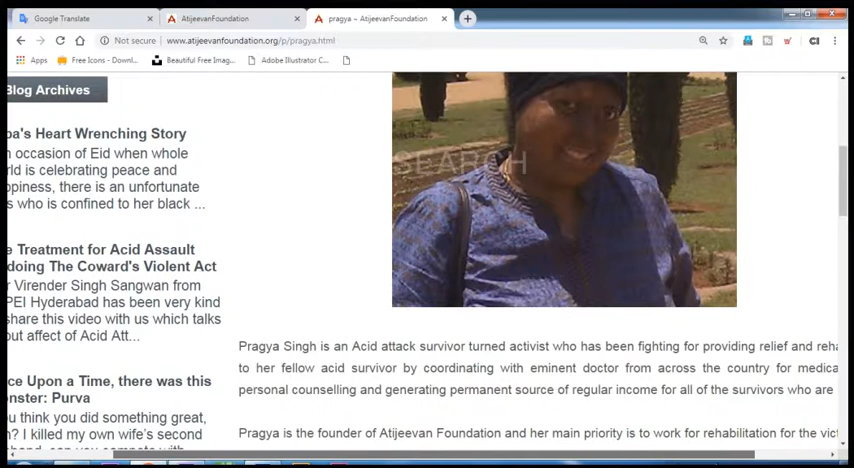 Google Translate
AtijeevanFoundation
pragya – AtijeevanFoundation
Not secure | www.atijeevanfoundation.org/p/pragya.html
Apps
Free Icons - Downl...
Beautiful Free Imag...
Adobe Illustrator C...
Blog Archives
pa's Heart Wrenching Story
n occasion of Eid when whole
rld is celebrating peace and
ppiness, there is an unfortunate
s who is confined to her black ...
e Treatment for Acid Assault
doing The Coward's Violent Act
r Virender Singh Sangwan from
PEI Hyderabad has been very kind
share this video with us which talks
out affect of Acid Att...
ce Upon a Time, there was this
onster: Purva
u think you did something great,
n? I killed my own wife's second
SEARCH
Pragya Singh is an Acid attack survivor turned activist who has been fighting for providing relief and reha
to her fellow acid survivor by coordinating with eminent doctor from across the country for medica
personal counselling and generating permanent source of regular income for all of the survivors who are
Pragya is the founder of Atijeevan Foundation and her main priority is to work for rehabilitation for the vict